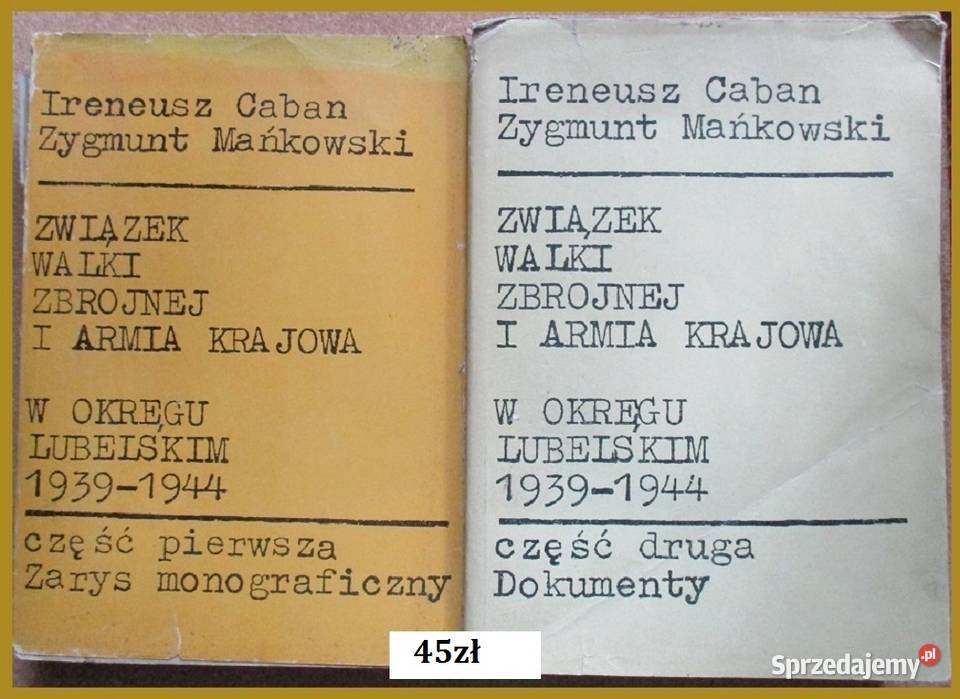 Ireneusz Caban
Zygmunt Mańkowski
ZWIĄZEK
WALKI
ZBROJNEJ
I ARMIA KRAJOWA
W OKRĘGU
LUBELSKIM
1939-1944
część pierwsza
Zarys monograficzny
Ireneusz Caban
Zygmunt Mańkowski
ZWIĄZEK
WALKI
ZBROJNEJ
I ARMIA KRAJOWA
W OKRĘGU
LUBELSKIM
1939-1944
część druga
Dokumenty
45zł
Sprzedajemy.pl